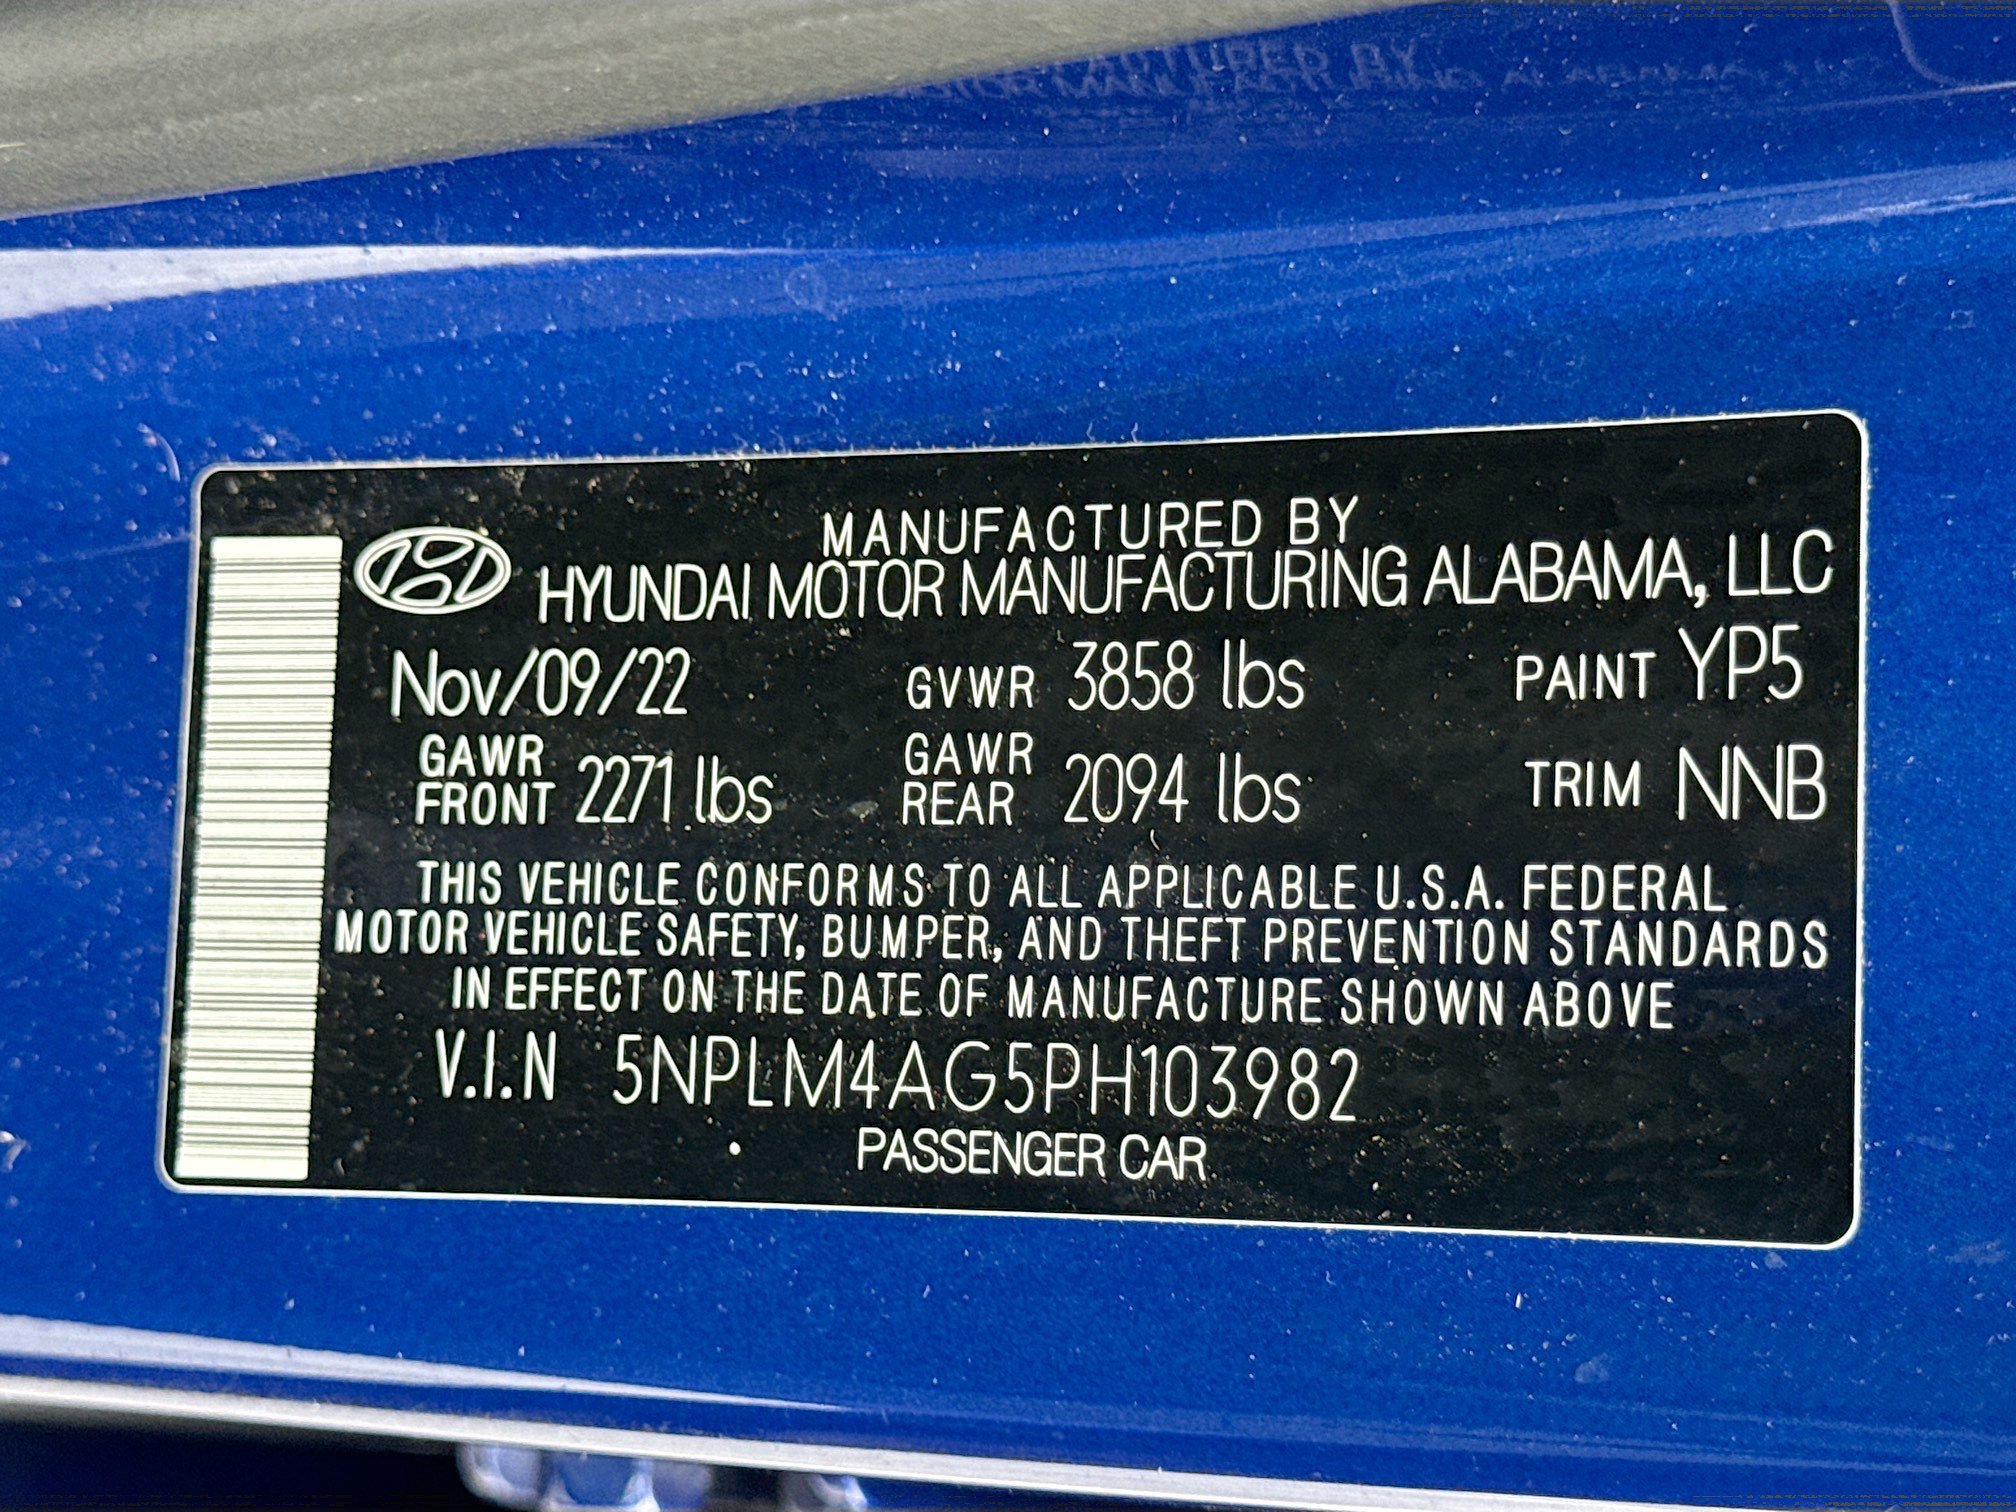 MANUFACTURED BY
HYUNDAI MOTOR MANUFACTURING ALABAMA, LLC
Nov/09/22 GVWR 3858 lbs PAINT YP5
GAWR FRONT 2271 lbs GAWR REAR 2094 lbs TRIM NNB
THIS VEHICLE CONFORMS TO ALL APPLICABLE U.S.A. FEDERAL
MOTOR VEHICLE SAFETY, BUMPER, AND THEFT PREVENTION STANDARDS
IN EFFECT ON THE DATE OF MANUFACTURE SHOWN ABOVE
V.I.N 5NPLM4AG5PH103982
PASSENGER CAR